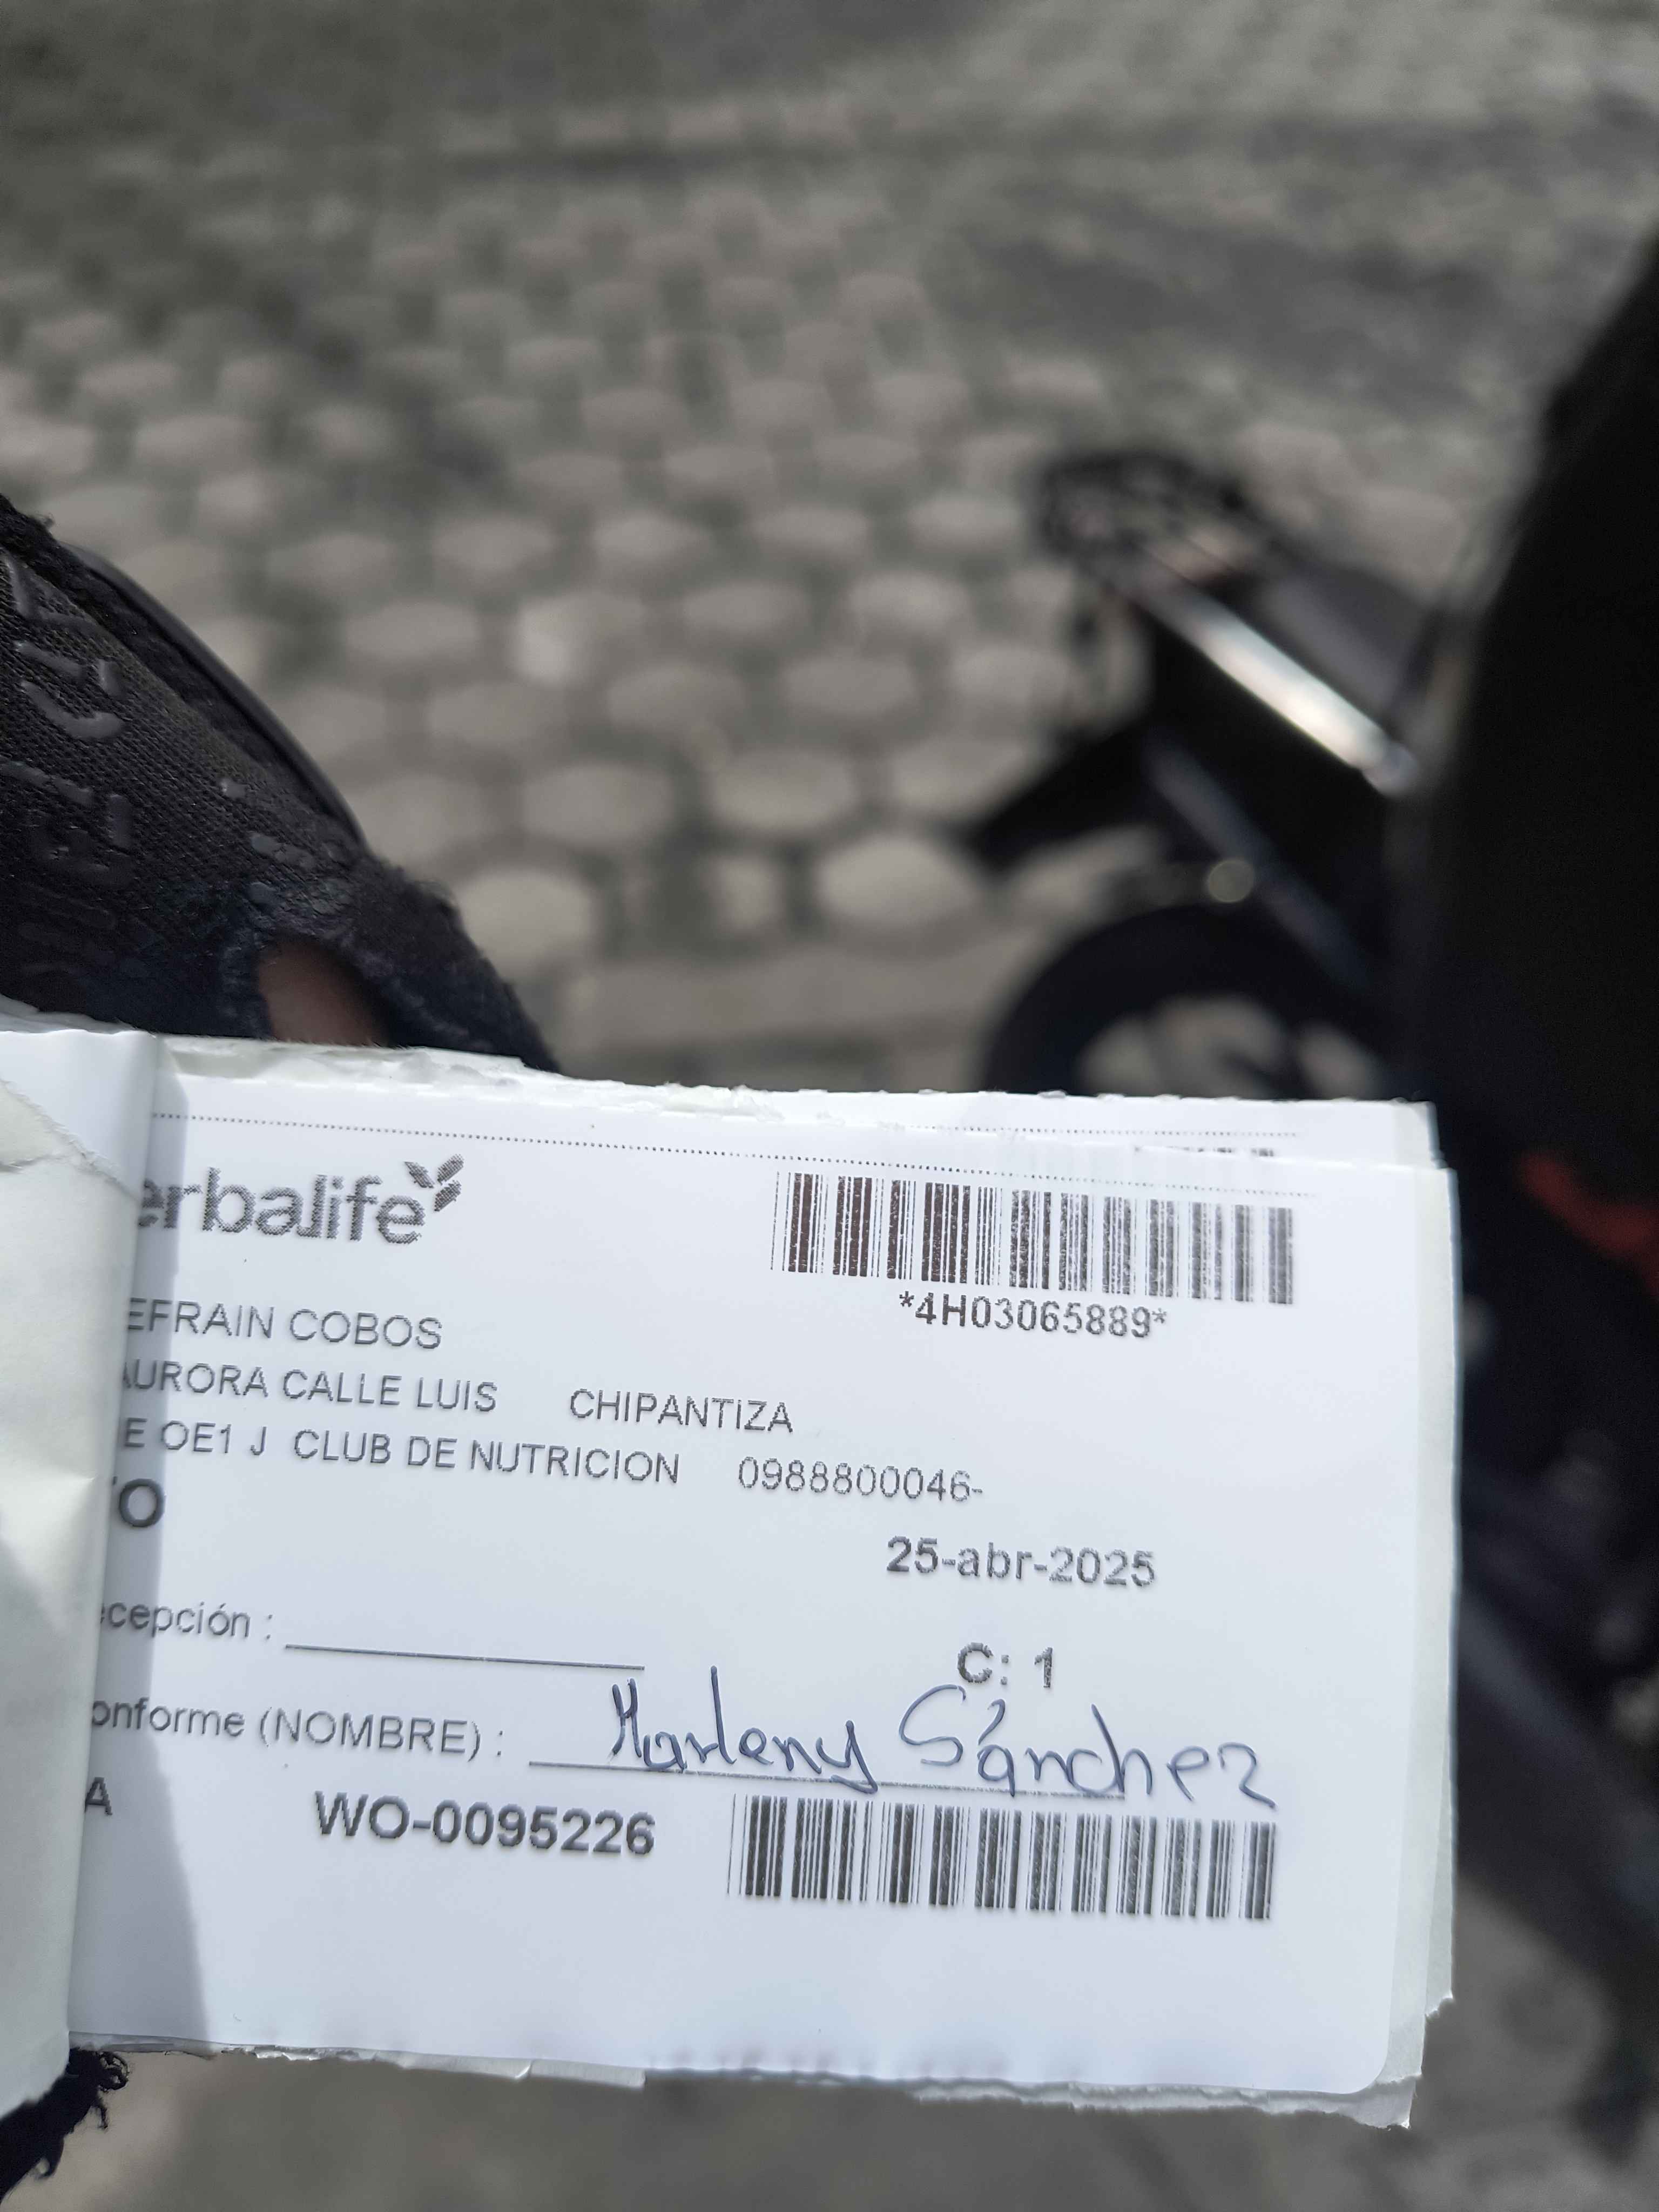 erbalife
*4H03065889*
EFRAIN COBOS
AURORA CALLE LUIS CHIPANTIZA
E OE1 J CLUB DE NUTRICION 0988800046-
TO
25-abr-2025
ecepción :
C: 1
onforme (NOMBRE) : Marleny Sánchez
A WO-0095226